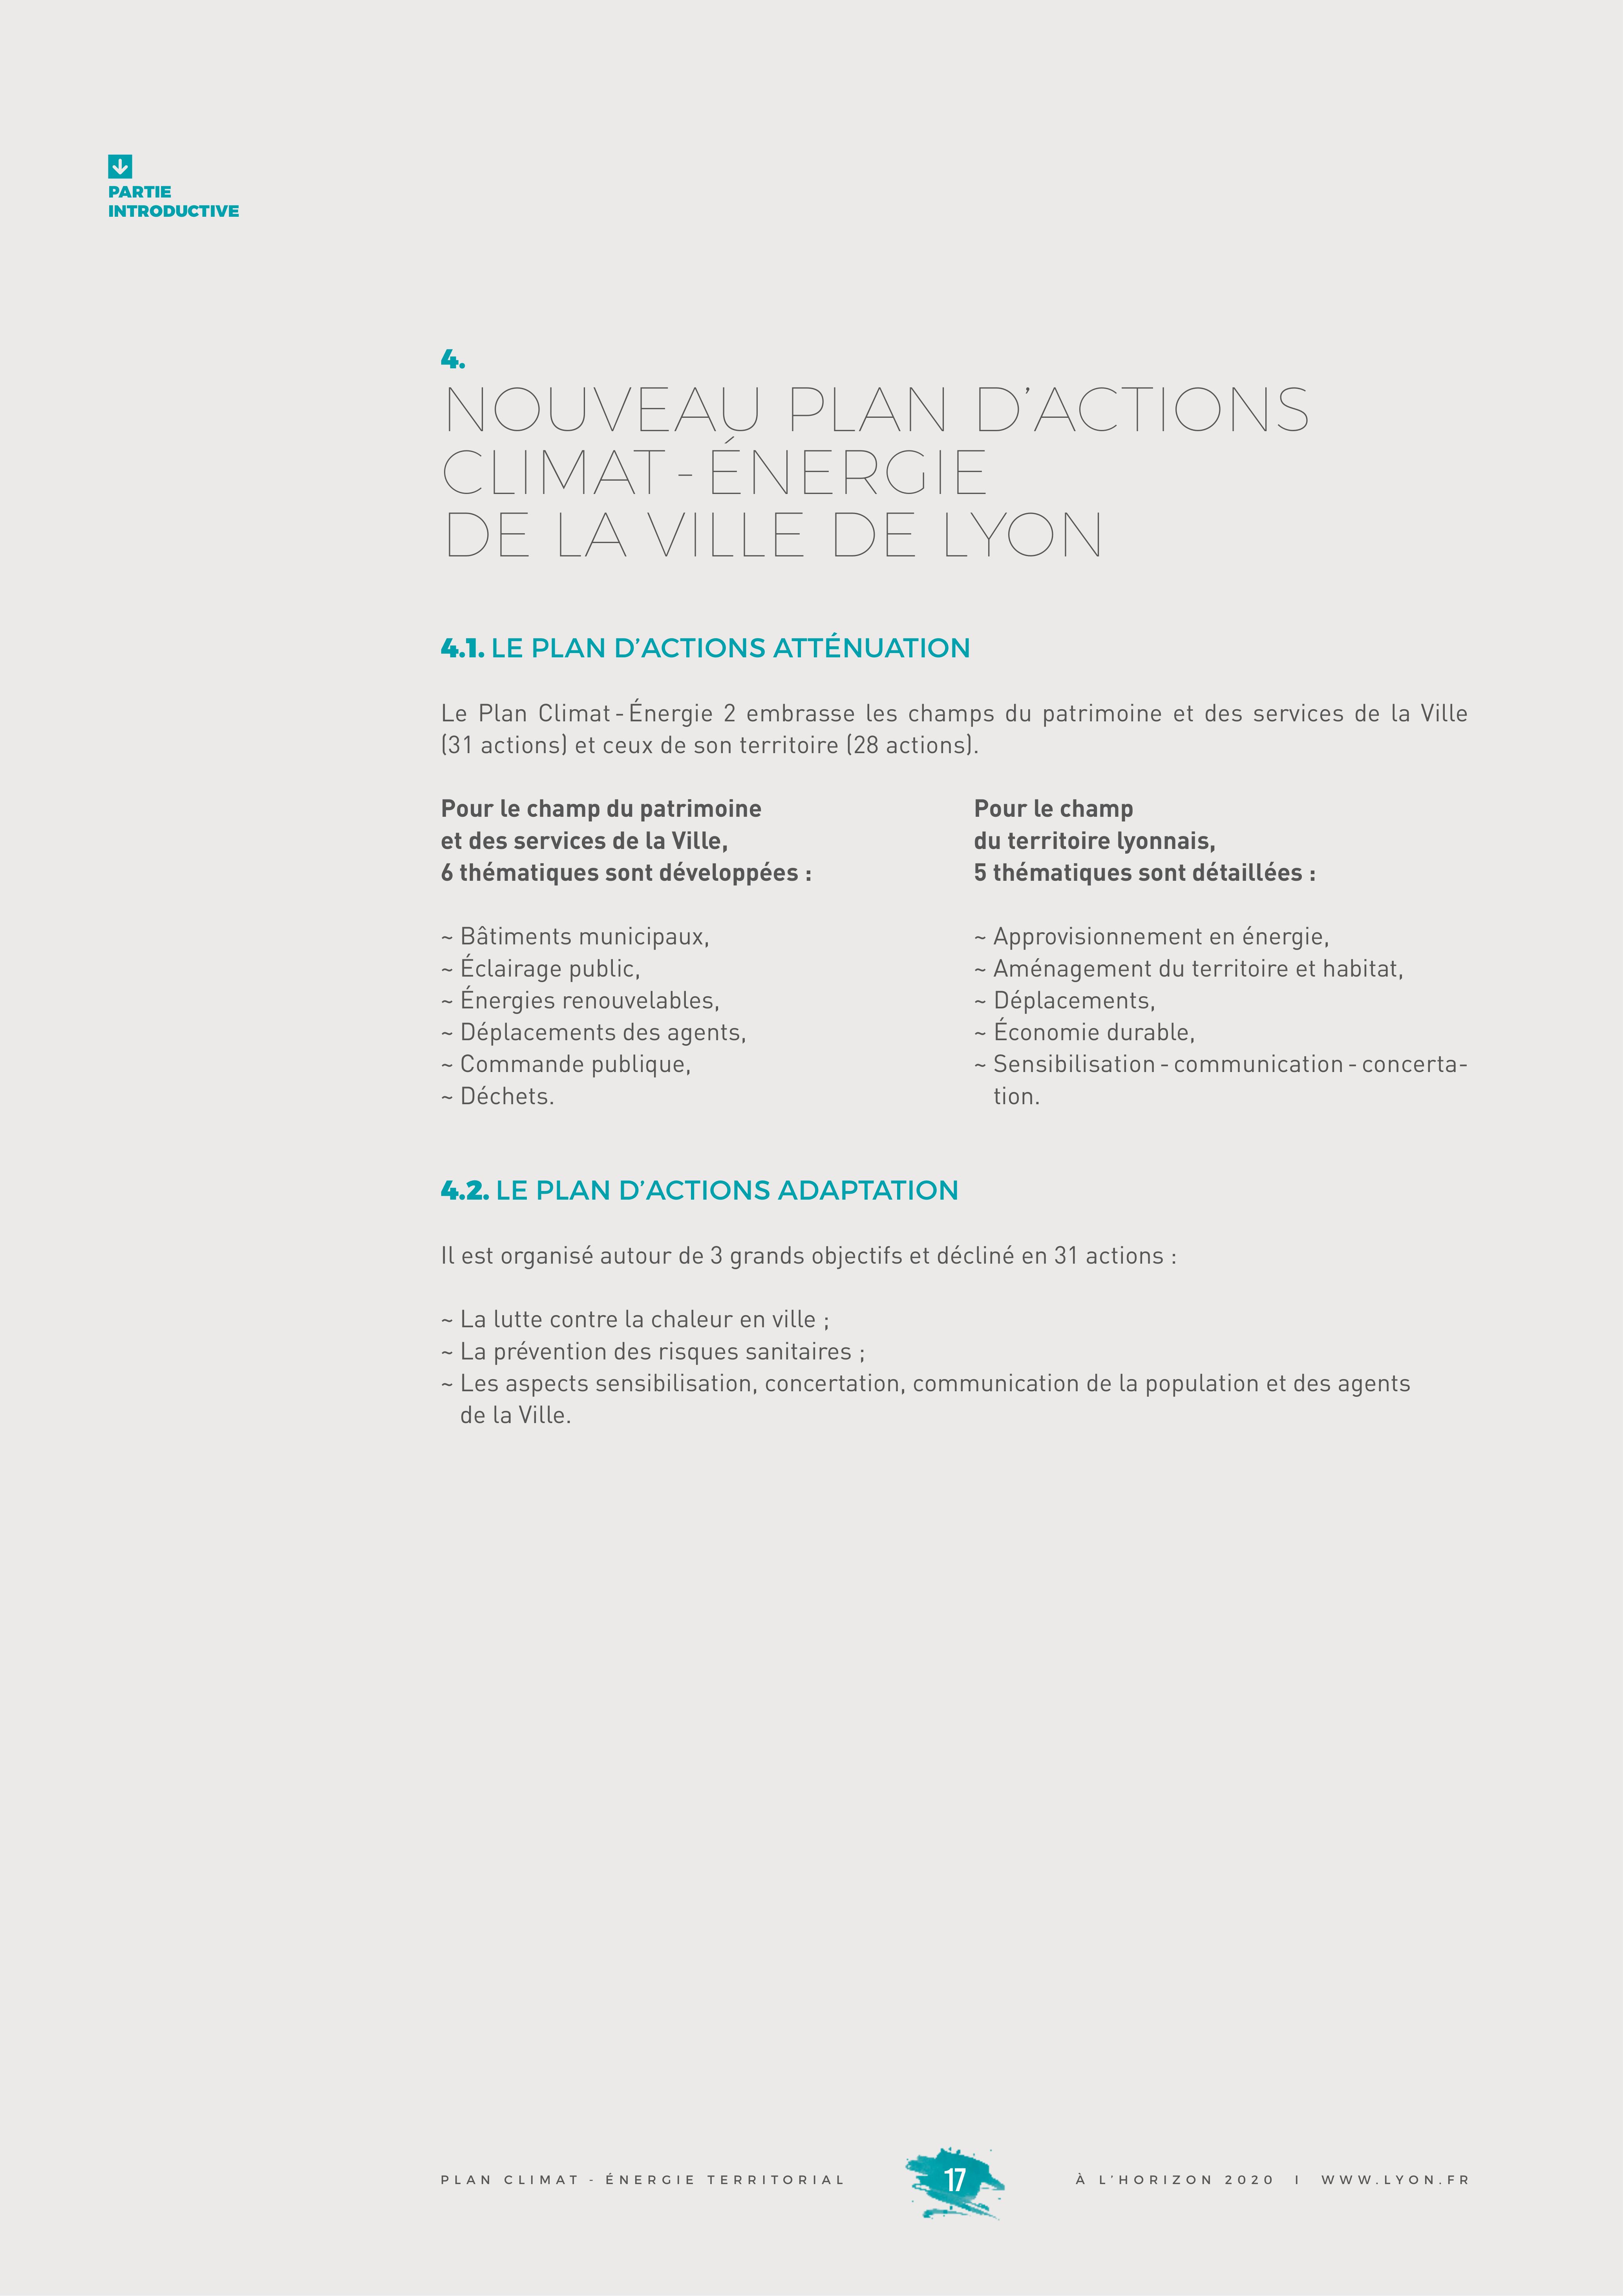 PARTIE
INTRODUCTIVE
4.
NOUVEAU PLAN D’ACTIONS
CLIMAT-ÉNERGIE
DE LA VILLE DE LYON
4.1. LE PLAN D’ACTIONS ATTÉNUATION
Le Plan Climat-Énergie 2 embrasse les champs du patrimoine et des services de la Ville
(31 actions) et ceux de son territoire (28 actions).
Pour le champ du patrimoine
et des services de la Ville,
6 thématiques sont développées :
~ Bâtiments municipaux,
~ Éclairage public,
~ Énergies renouvelables,
~ Déplacements des agents,
~ Commande publique,
~ Déchets.
Pour le champ
du territoire lyonnais,
5 thématiques sont détaillées :
~ Approvisionnement en énergie,
~ Aménagement du territoire et habitat,
~ Déplacements,
~ Économie durable,
~ Sensibilisation-communication-concerta-
tion.
4.2. LE PLAN D’ACTIONS ADAPTATION
Il est organisé autour de 3 grands objectifs et décliné en 31 actions :
~ La lutte contre la chaleur en ville ;
~ La prévention des risques sanitaires ;
~ Les aspects sensibilisation, concertation, communication de la population et des agents
de la Ville.
PLAN CLIMAT - ÉNERGIE TERRITORIAL
17
À L’HORIZON 2020 I WWW.LYON.FR